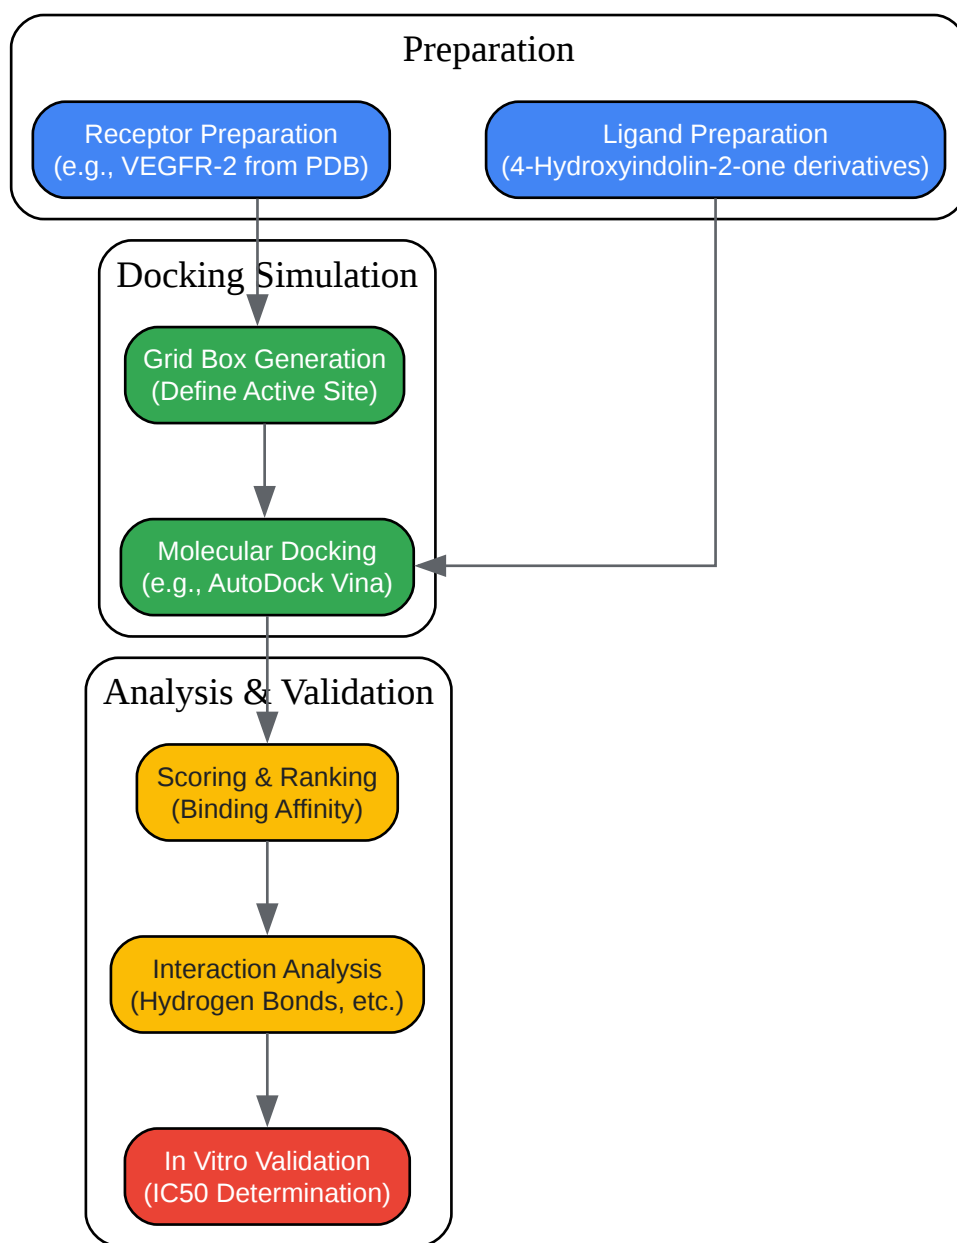 Preparation
Receptor Preparation
(e.g., VEGFR-2 from PDB)
Ligand Preparation
(4-Hydroxyindolin-2-one derivatives)
Docking Simulation
Grid Box Generation
(Define Active Site)
Molecular Docking
(e.g., AutoDock Vina)
Analysis & Validation
Scoring & Ranking
(Binding Affinity)
Interaction Analysis
(Hydrogen Bonds, etc.)
In Vitro Validation
(IC50 Determination)